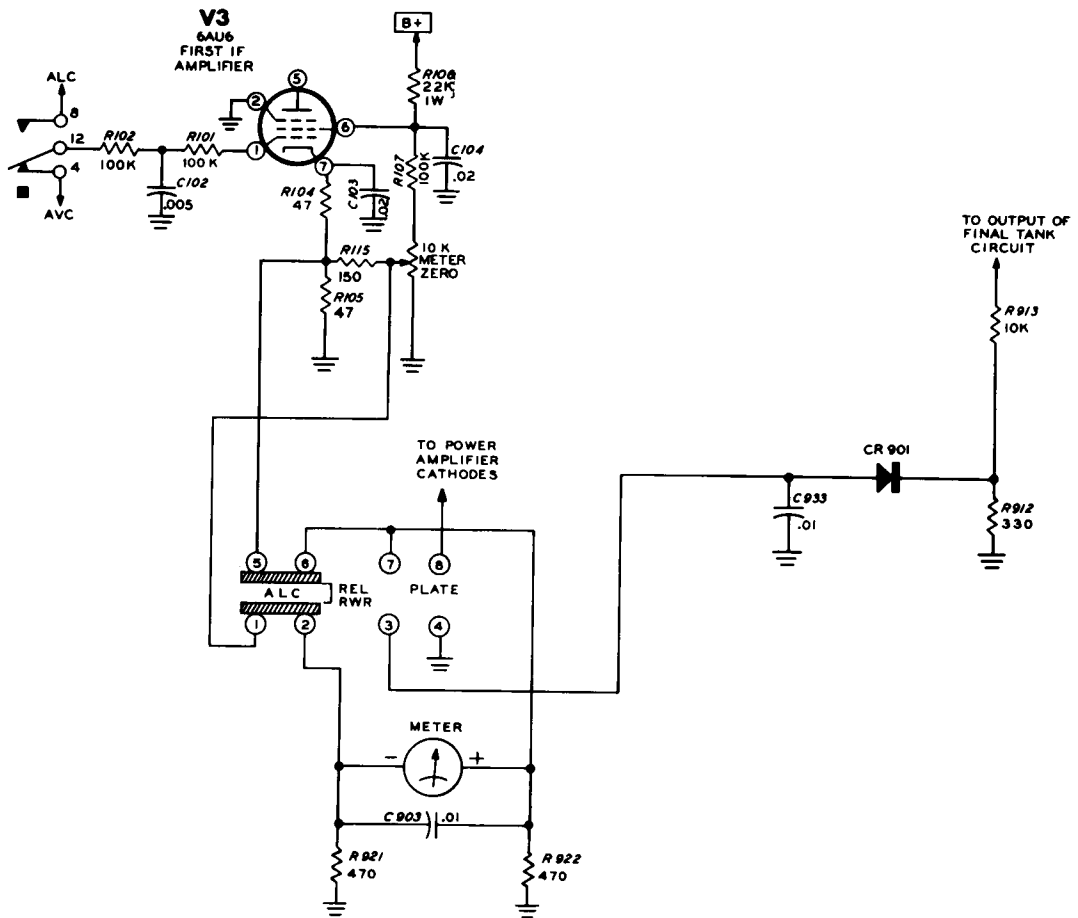 V3
6AU6
FIRST IF
AMPLIFIER
B+
R106
22K
1W
ALC
8
12
4
AVC
R102
100K
C102
.005
R101
100K
5
2
6
1
7
R104
47
C103
.02
R107
100K
C104
.02
R115
150
10 K
METER
ZERO
R105
47
TO OUTPUT OF
FINAL TANK
CIRCUIT
R913
10K
TO POWER
AMPLIFIER
CATHODES
CR 901
C933
.01
R912
330
5
6
7
8
ALC
REL
RWR
PLATE
1
2
3
4
METER
-
+
C903
.01
R921
470
R922
470